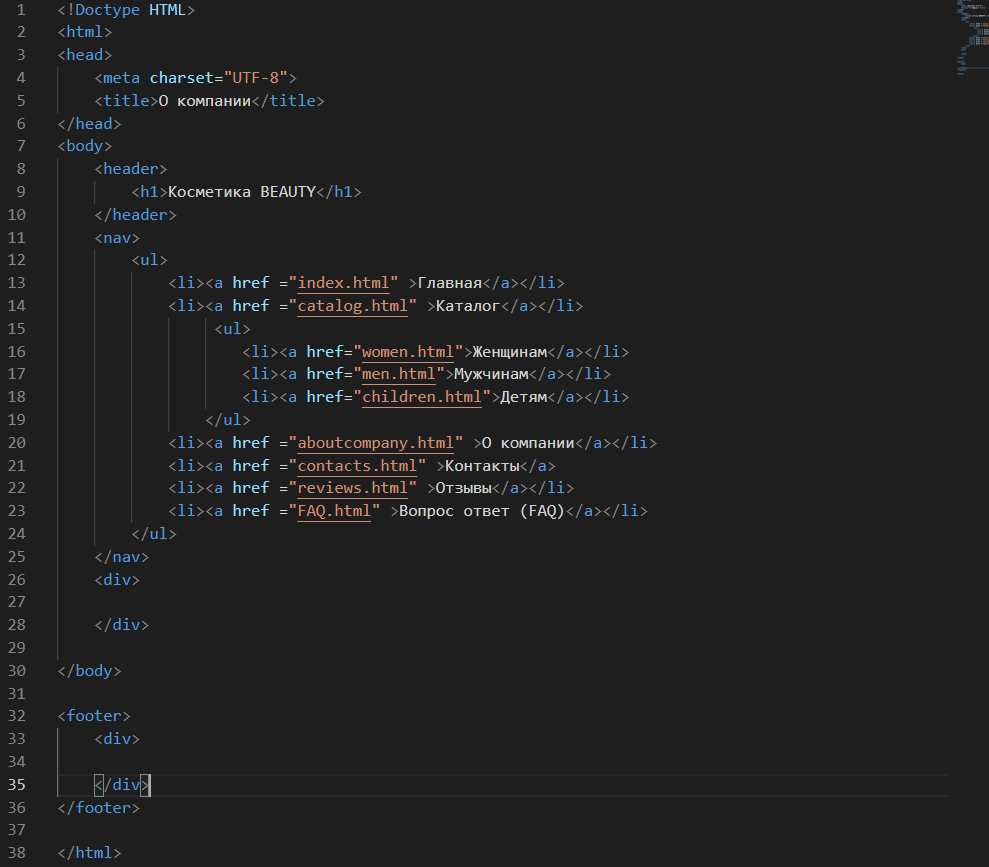 1 <!Doctype HTML>
2 <html>
3 <head>
4     <meta charset="UTF-8">
5     <title>О компании</title>
6 </head>
7 <body>
8     <header>
9         <h1>Косметика BEAUTY</h1>
10     </header>
11     <nav>
12         <ul>
13             <li><a href ="index.html" >Главная</a></li>
14             <li><a href ="catalog.html" >Каталог</a></li>
15                  <ul>
16                     <li><a href="women.html">Женщинам</a></li>
17                     <li><a href="men.html">Мужчинам</a></li>
18                     <li><a href="children.html">Детям</a></li>
19                 </ul>
20             <li><a href ="aboutcompany.html" >О компании</a></li>
21             <li><a href ="contacts.html" >Контакты</a>
22             <li><a href ="reviews.html" >Отзывы</a></li>
23             <li><a href ="FAQ.html" >Вопрос ответ (FAQ)</a></li>
24         </ul>
25     </nav>
26     <div>
27
28     </div>
29
30 </body>
31
32 <footer>
33     <div>
34
35     </div>
36 </footer>
37
38 </html>